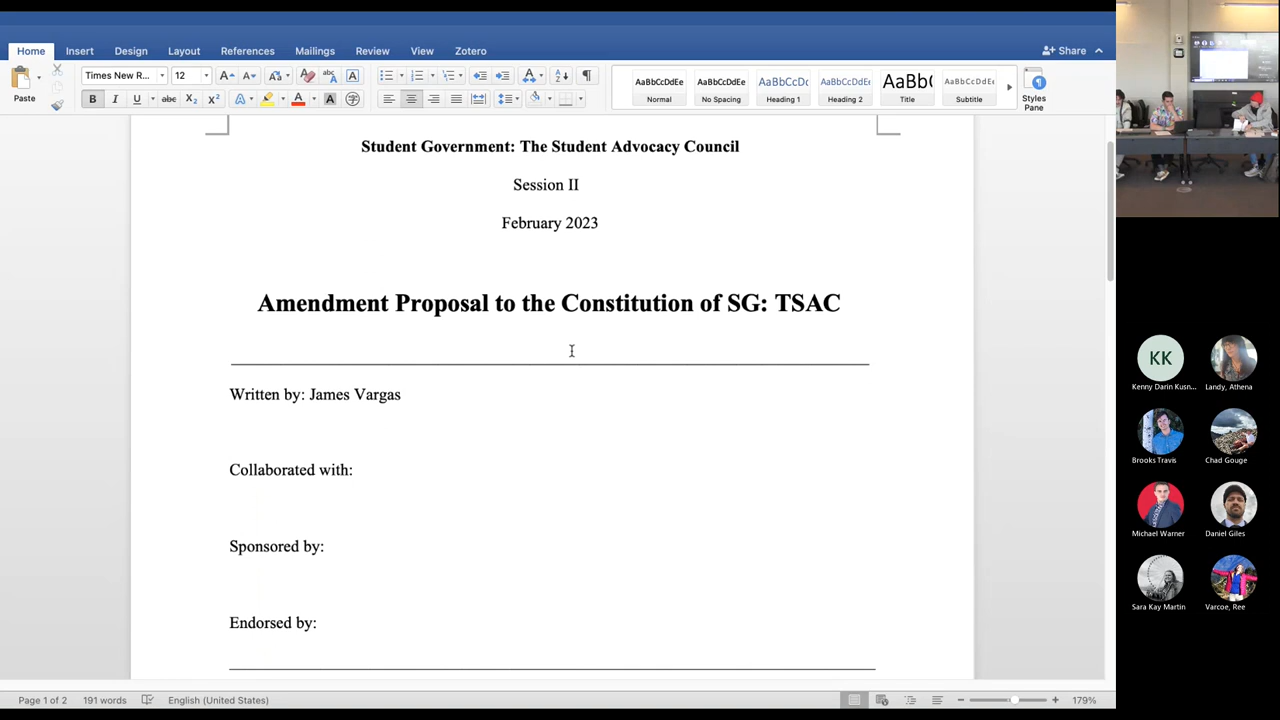 Home
Insert
Design
Layout
References
Mailings
Review
View
Zotero
Share
Paste
Times New R...
12
AaBbCcDdEe
AaBbCcDdEe
AaBbCcDc
AaBbCcDdEe
AaBb(
AaBbCcDdEe
Normal
No Spacing
Heading 1
Heading 2
Title
Subtitle
Styles
Pane
Student Government: The Student Advocacy Council
Session II
February 2023
Amendment Proposal to the Constitution of SG: TSAC
Written by: James Vargas
Collaborated with:
Sponsored by:
Endorsed by:
Page 1 of 2
191 words
English (United States)
179%
KK
Kenny Darin Kusn...
Landy, Athena
Brooks Travis
Chad Gouge
Michael Warner
Daniel Giles
Sara Kay Martin
Varcoe, Ree